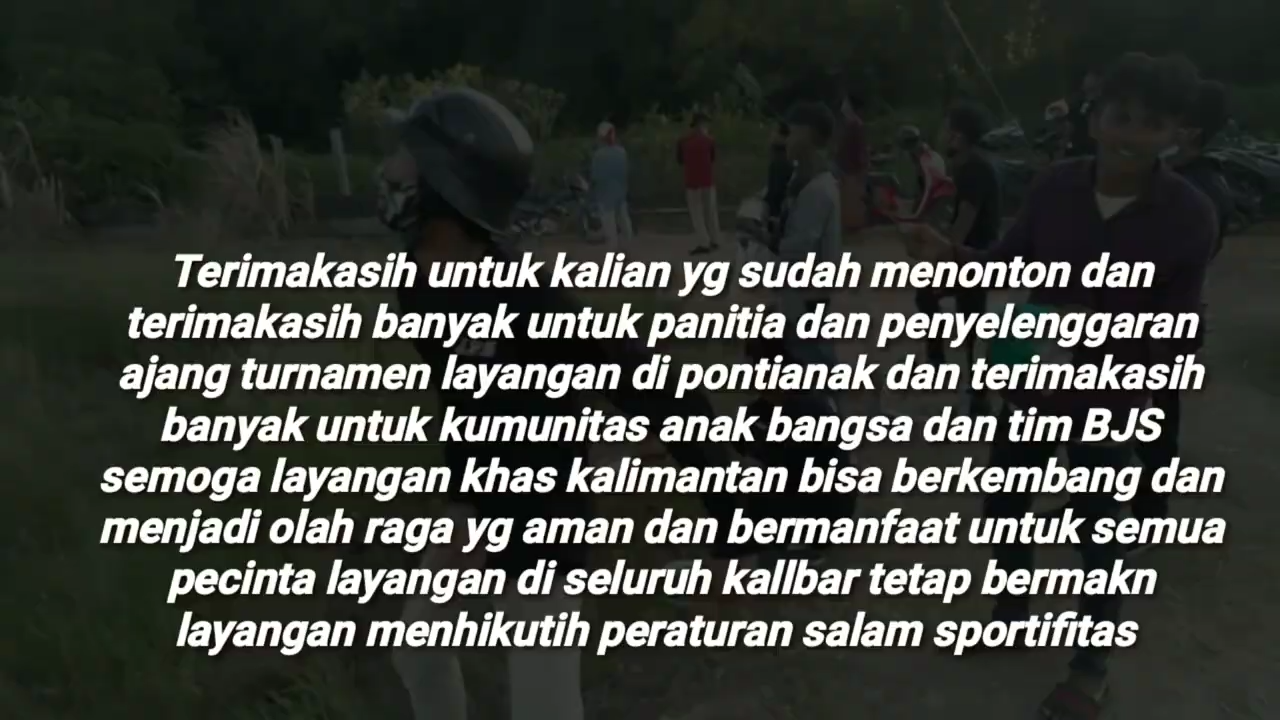 Terimakasih untuk kalian yg sudah menonton dan
terimakasih banyak untuk panitia dan penyelenggaran
ajang turnamen layangan di pontianak dan terimakasih
banyak untuk kumunitas anak bangsa dan tim BJS
semoga layangan khas kalimantan bisa berkembang dan
menjadi olah raga yg aman dan bermanfaat untuk semua
pecinta layangan di seluruh kallbar tetap bermakn
layangan menhikutih peraturan salam sportifitas